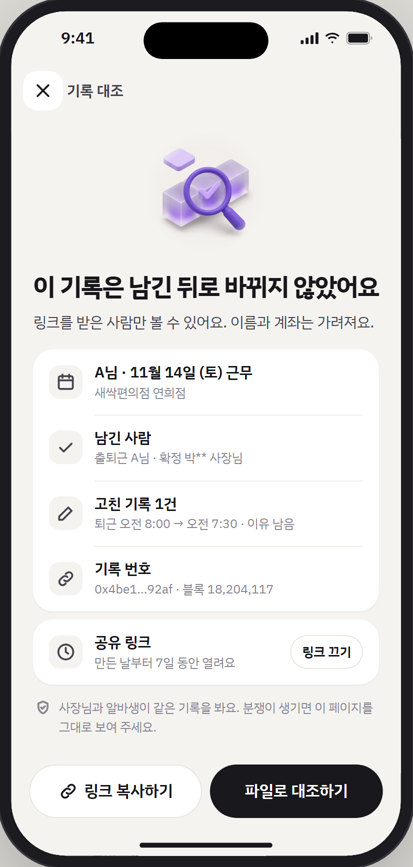 9:41
기록 대조
이 기록은 남긴 뒤로 바뀌지 않았어요
링크를 받은 사람만 볼 수 있어요. 이름과 계좌는 가려져요.
A님 · 11월 14일 (토) 근무
새싹편의점 연희점
남긴 사람
출퇴근 A님 · 확정 박** 사장님
고친 기록 1건
퇴근 오전 8:00 → 오전 7:30 · 이유 남음
기록 번호
0x4be1...92af · 블록 18,204,117
공유 링크
만든 날부터 7일 동안 열려요
링크 끄기
사장님과 알바생이 같은 기록을 봐요. 분쟁이 생기면 이 페이지를
그대로 보여 주세요.
링크 복사하기
파일로 대조하기